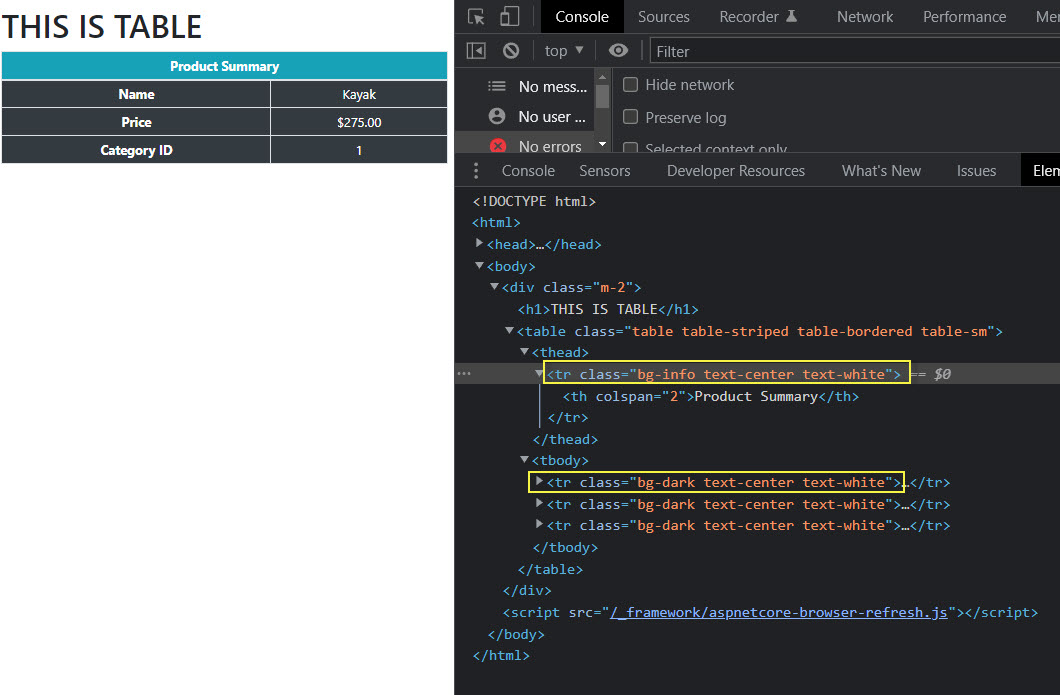 THIS IS TABLE
Product Summary
Name Kayak
Price $275.00
Category ID 1
Console Sources Recorder Network Performance
top Filter
No mess... Hide network
No user ... Preserve log
No errors Selected context only
Console Sensors Developer Resources What's New Issues
<!DOCTYPE html>
<html>
<head>…</head>
<body>
<div class="m-2">
<h1>THIS IS TABLE</h1>
<table class="table table-striped table-bordered table-sm">
<thead>
<tr class="bg-info text-center text-white"> == $0
<th colspan="2">Product Summary</th>
</tr>
</thead>
<tbody>
<tr class="bg-dark text-center text-white">…</tr>
<tr class="bg-dark text-center text-white">…</tr>
<tr class="bg-dark text-center text-white">…</tr>
</tbody>
</table>
</div>
<script src="/_framework/aspnetcore-browser-refresh.js"></script>
</body>
</html>